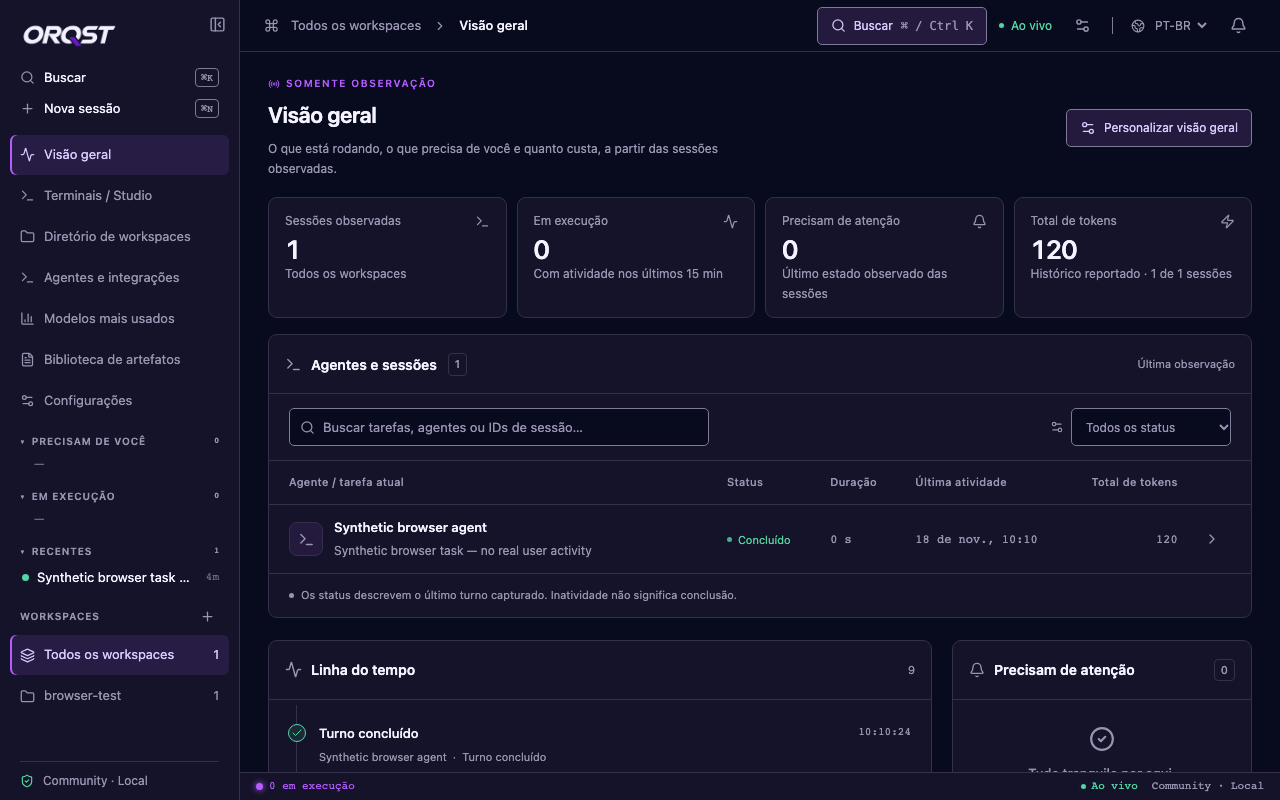 ORQST
Buscar ⌘K
Nova sessão ⌘N
Visão geral
Terminais / Studio
Diretório de workspaces
Agentes e integrações
Modelos mais usados
Biblioteca de artefatos
Configurações
PRECISAM DE VOCÊ 0
—
EM EXECUÇÃO 0
—
RECENTES 1
Synthetic browser task ... 4m
WORKSPACES
Todos os workspaces 1
browser-test 1
Community · Local
Todos os workspaces > Visão geral
Buscar ⌘ / Ctrl K
Ao vivo
PT-BR
SOMENTE OBSERVAÇÃO
Visão geral
O que está rodando, o que precisa de você e quanto custa, a partir das sessões
observadas.
Personalizar visão geral
Sessões observadas
1
Todos os workspaces
Em execução
0
Com atividade nos últimos 15 min
Precisam de atenção
0
Último estado observado das
sessões
Total de tokens
120
Histórico reportado · 1 de 1 sessões
Agentes e sessões 1
Última observação
Buscar tarefas, agentes ou IDs de sessão...
Todos os status
Agente / tarefa atual Status Duração Última atividade Total de tokens
Synthetic browser agent
Synthetic browser task — no real user activity
Concluído 0 s 18 de nov., 10:10 120
Os status descrevem o último turno capturado. Inatividade não significa conclusão.
Linha do tempo 9
Turno concluído 10:10:24
Synthetic browser agent · Turno concluído
Precisam de atenção 0
Tudo tranquilo por aqui
0 em execução
Ao vivo Community · Local